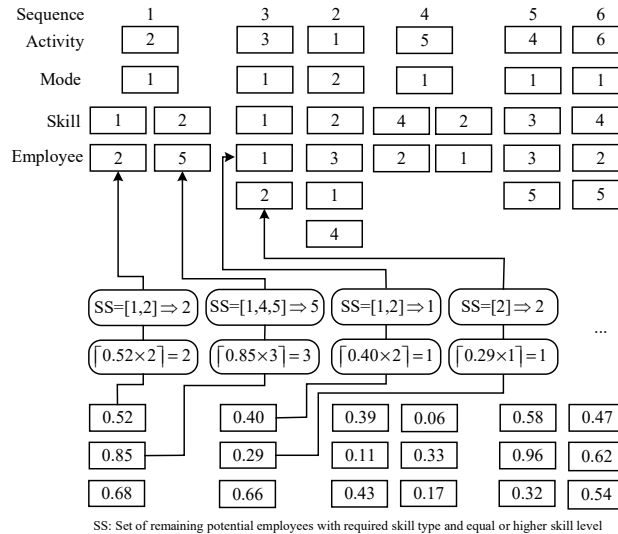 Sequence 1 3 2 4 5 6
Activity 2 3 1 5 4 6
Mode 1 1 2 1 1 1
Skill 1 2 1 2 4 2 3 4
Employee 2 5 1 3 2 1 3 2
2 1 5 5
4
SS=[1,2]⇒2 SS=[1,4,5]⇒5 SS=[1,2]⇒1 SS=[2]⇒2
...
⌈0.52×2⌉=2 ⌈0.85×3⌉=3 ⌈0.40×2⌉=1 ⌈0.29×1⌉=1
0.52 0.40 0.39 0.06 0.58 0.47
0.85 0.29 0.11 0.33 0.96 0.62
0.68 0.66 0.43 0.17 0.32 0.54
SS: Set of remaining potential employees with required skill type and equal or higher skill level